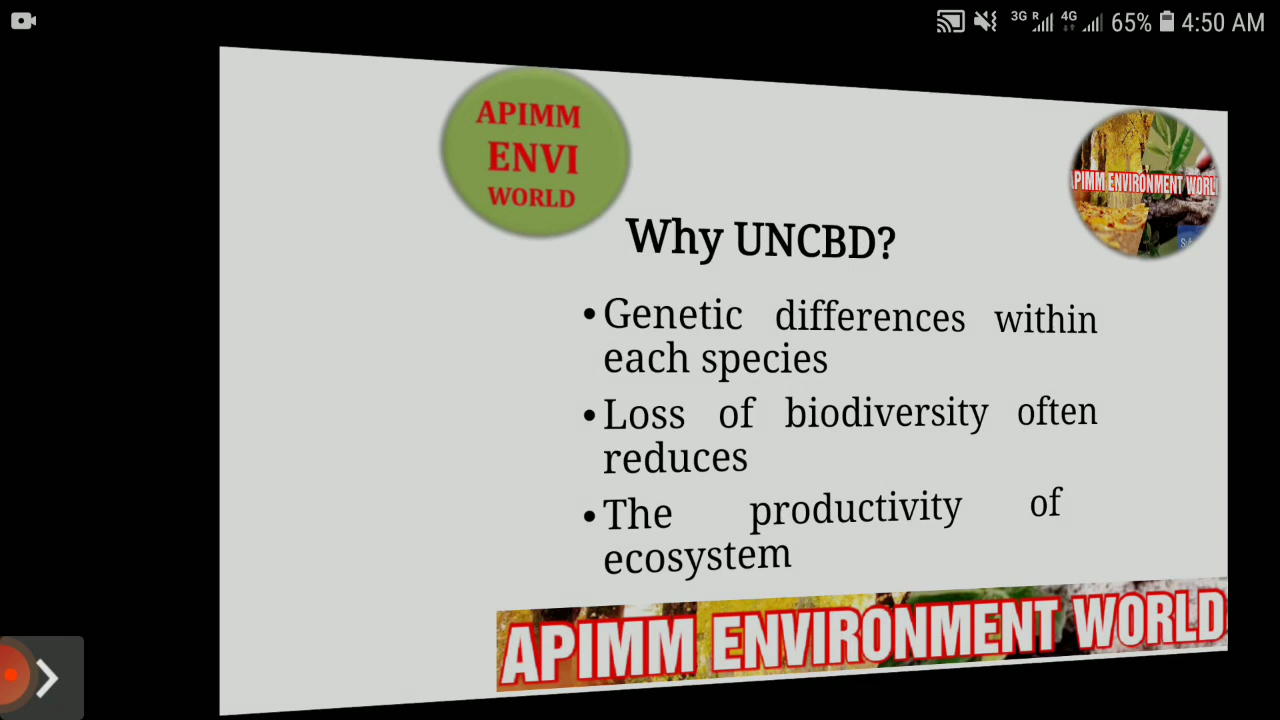 3G R 4G 65% 4:50 AM
APIMM
ENVI
WORLD
PIMM ENVIRONMENT WORL
Why UNCBD?
• Genetic differences within
each species
• Loss of biodiversity often
reduces
• The productivity of
ecosystem
APIMM ENVIRONMENT WORLD